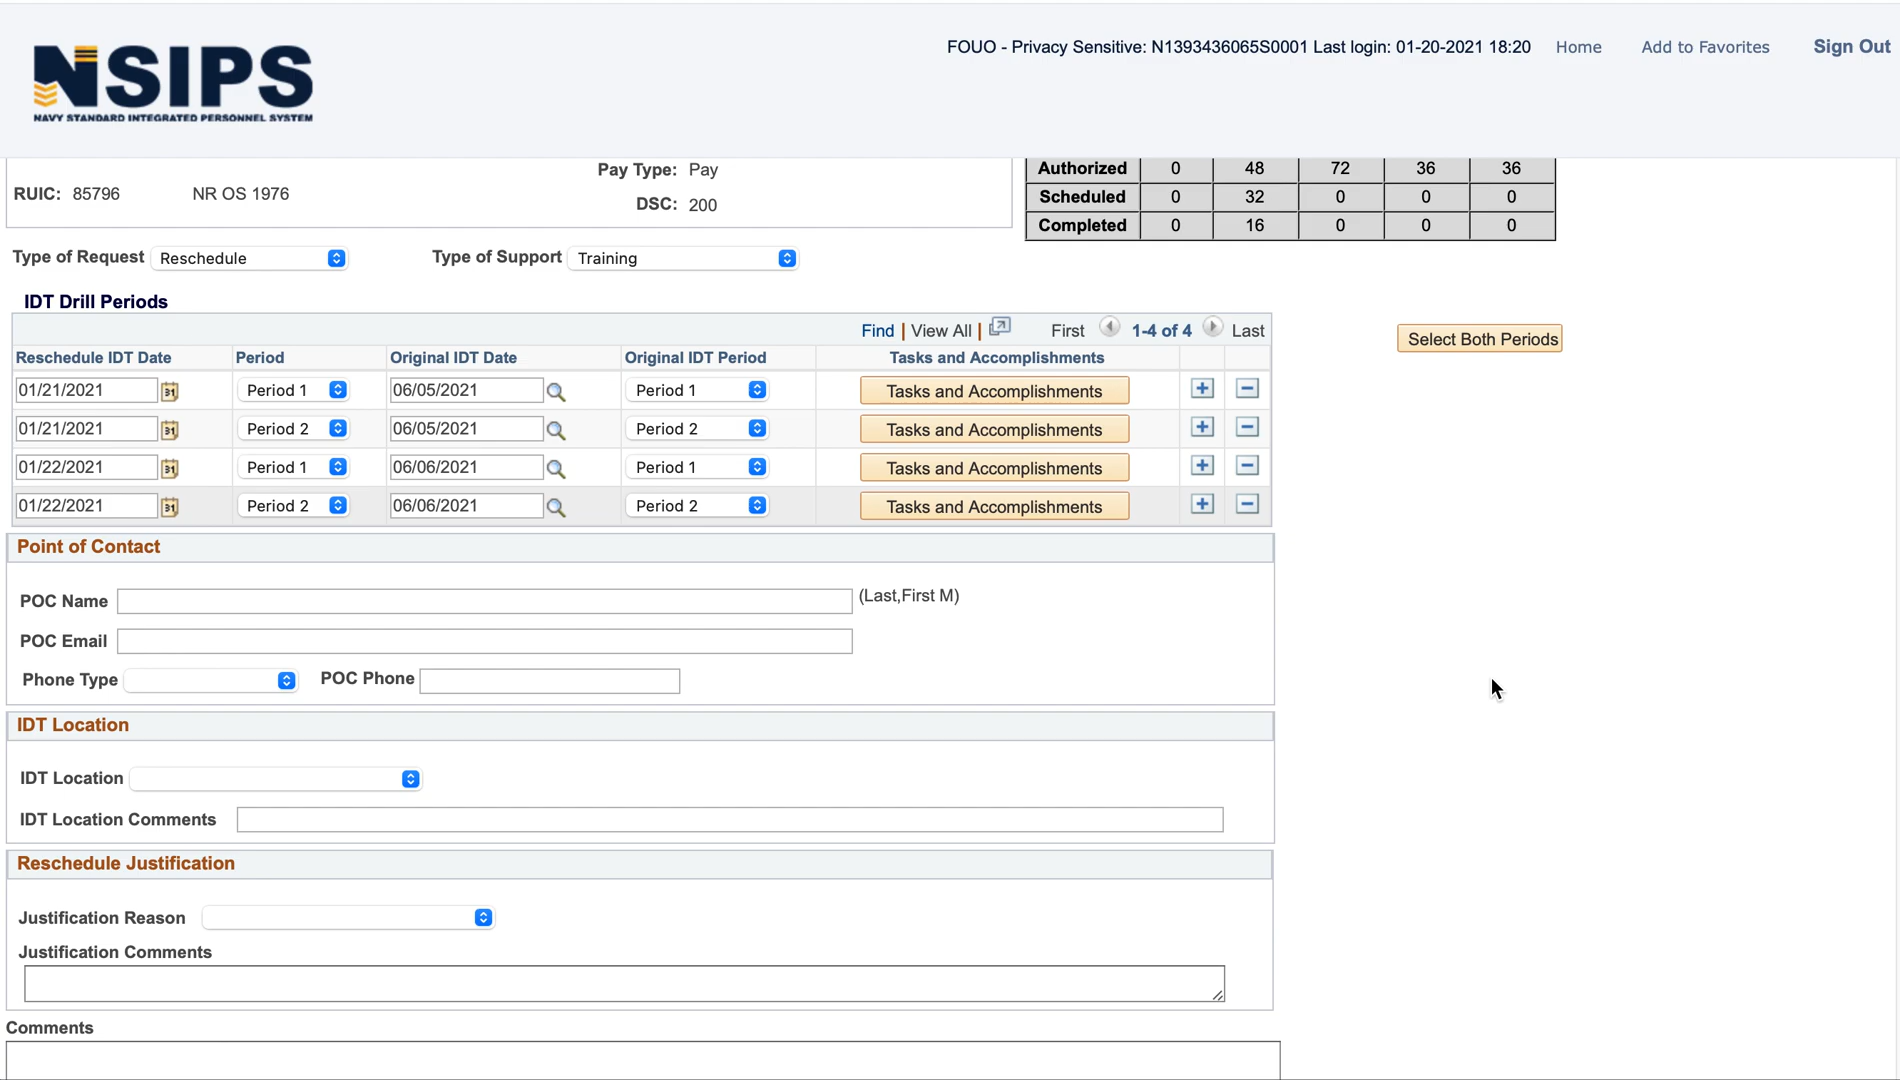 FOUO - Privacy Sensitive: N1393436065S0001 Last login: 01-20-2021 18:20 Home Add to Favorites Sign Out
NSIPS
NAVY STANDARD INTEGRATED PERSONNEL SYSTEM
Pay Type: Pay
RUIC: 85796 NR OS 1976
DSC: 200
Authorized 0 48 72 36 36
Scheduled 0 32 0 0 0
Completed 0 16 0 0 0
Type of Request Reschedule Type of Support Training
IDT Drill Periods
Find | View All | First 1-4 of 4 Last
Select Both Periods
Reschedule IDT Date Period Original IDT Date Original IDT Period Tasks and Accomplishments
01/21/2021 31 Period 1 06/05/2021 Period 1 Tasks and Accomplishments
01/21/2021 31 Period 2 06/05/2021 Period 2 Tasks and Accomplishments
01/22/2021 31 Period 1 06/06/2021 Period 1 Tasks and Accomplishments
01/22/2021 31 Period 2 06/06/2021 Period 2 Tasks and Accomplishments
Point of Contact
POC Name (Last,First M)
POC Email
Phone Type POC Phone
IDT Location
IDT Location
IDT Location Comments
Reschedule Justification
Justification Reason
Justification Comments
Comments